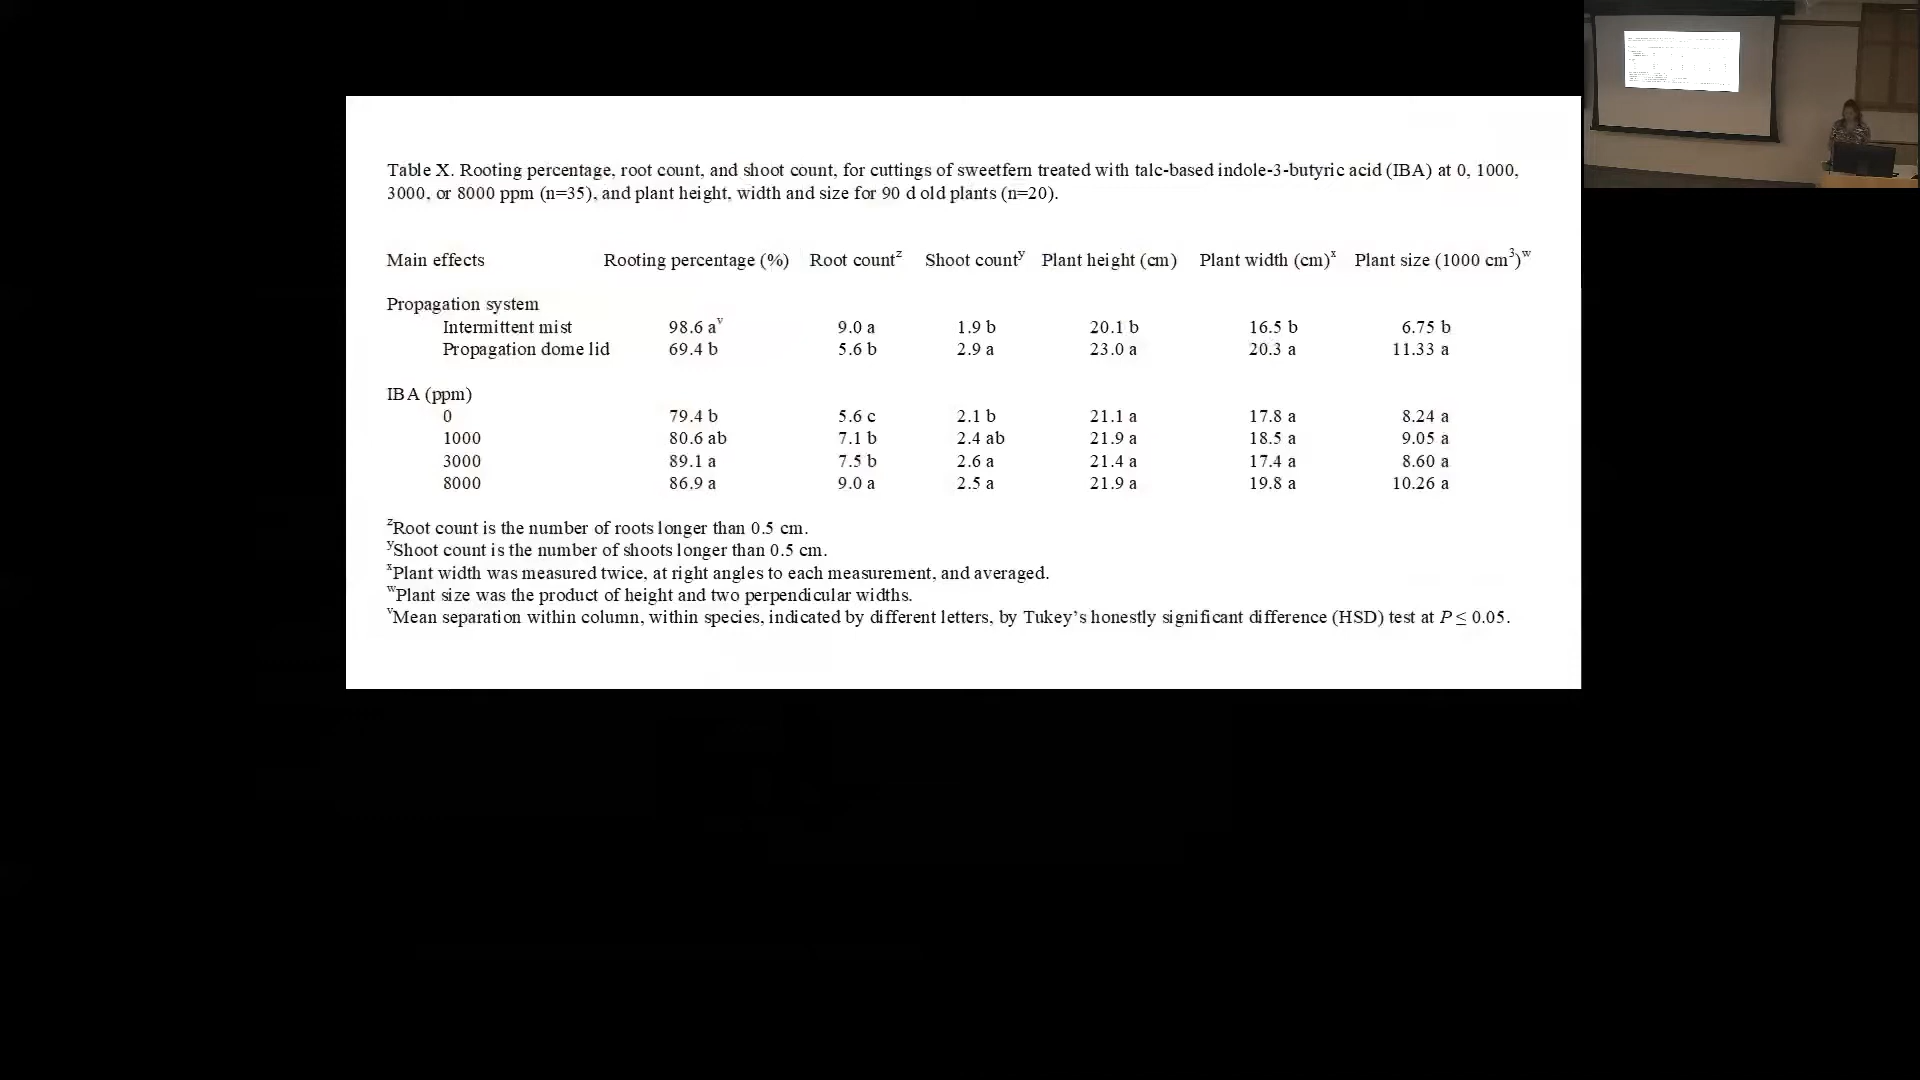 Table X. Rooting percentage, root count, and shoot count, for cuttings of sweetfern treated with talc-based indole-3-butyric acid (IBA) at 0, 1000,
3000, or 8000 ppm (n=35), and plant height, width and size for 90 d old plants (n=20).
Main effects Rooting percentage (%) Root countᶻ Shoot countʸ Plant height (cm) Plant width (cm)ˣ Plant size (1000 cm³)ʷ
Propagation system
Intermittent mist 98.6 aᵛ 9.0 a 1.9 b 20.1 b 16.5 b 6.75 b
Propagation dome lid 69.4 b 5.6 b 2.9 a 23.0 a 20.3 a 11.33 a
IBA (ppm)
0 79.4 b 5.6 c 2.1 b 21.1 a 17.8 a 8.24 a
1000 80.6 ab 7.1 b 2.4 ab 21.9 a 18.5 a 9.05 a
3000 89.1 a 7.5 b 2.6 a 21.4 a 17.4 a 8.60 a
8000 86.9 a 9.0 a 2.5 a 21.9 a 19.8 a 10.26 a
ᶻRoot count is the number of roots longer than 0.5 cm.
ʸShoot count is the number of shoots longer than 0.5 cm.
ˣPlant width was measured twice, at right angles to each measurement, and averaged.
ʷPlant size was the product of height and two perpendicular widths.
ᵛMean separation within column, within species, indicated by different letters, by Tukey's honestly significant difference (HSD) test at P ≤ 0.05.